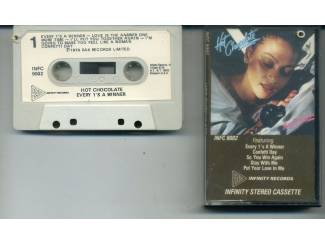 1
EVERY 1'S A WINNER - LOVE IS THE ANSWER ONE
MORE TIME - I'LL PUT YOU TOGETHER AGAIN - I'M
GOING TO MAKE YOU FEEL LIKE A WOMAN
CONFETTI DAY
℗ 1978 RAK RECORDS LIMITED
INFC
9002
HOT CHOCOLATE
EVERY 1'S A WINNER
Hot Chocolate
INFC 9002
Featuring
Every 1's A Winner
Confetti Day
So You Win Again
Stay With Me
Put Your Love In Me
INFINITY RECORDS
INFINITY STEREO CASSETTE